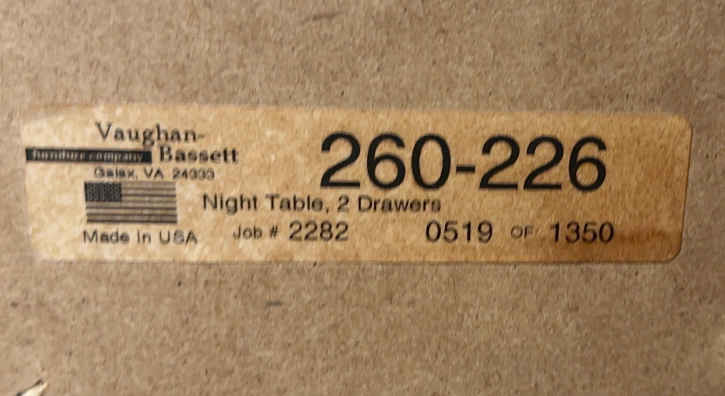 Vaughan-
furniture company Bassett
Galax, VA 24333
260-226
Night Table, 2 Drawers
Made in USA Job # 2282 0519 OF 1350